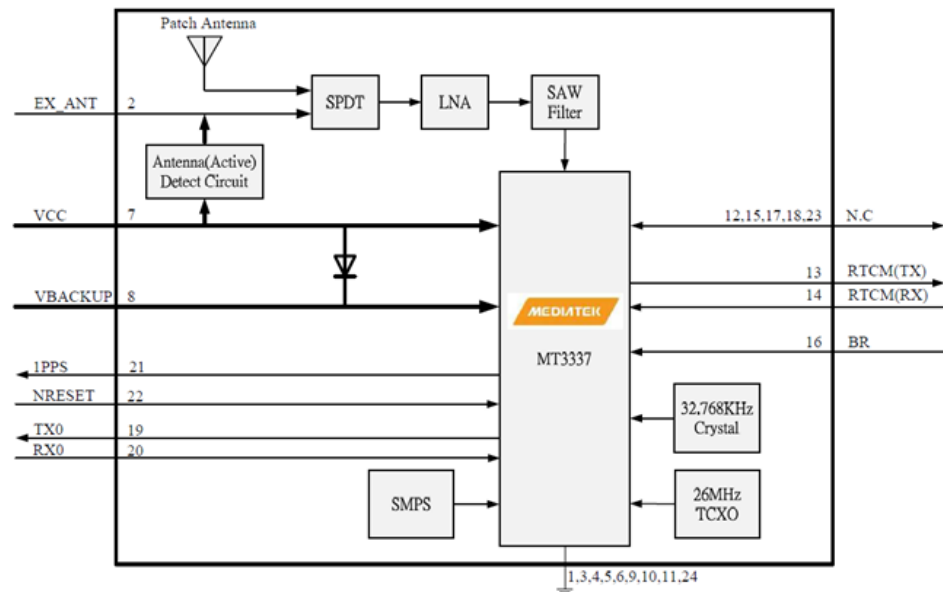 Patch Antenna
EX_ANT 2
SPDT
LNA
SAW
Filter
Antenna(Active)
Detect Circuit
VCC 7
12,15,17,18,23 N.C
13 RTCM(TX)
VBACKUP 8
14 RTCM(RX)
MEDIATEK
16 BR
MT3337
1PPS 21
NRESET 22
32,768KHz
Crystal
TX0 19
RX0 20
SMPS
26MHz
TCXO
1,3,4,5,6,9,10,11,24